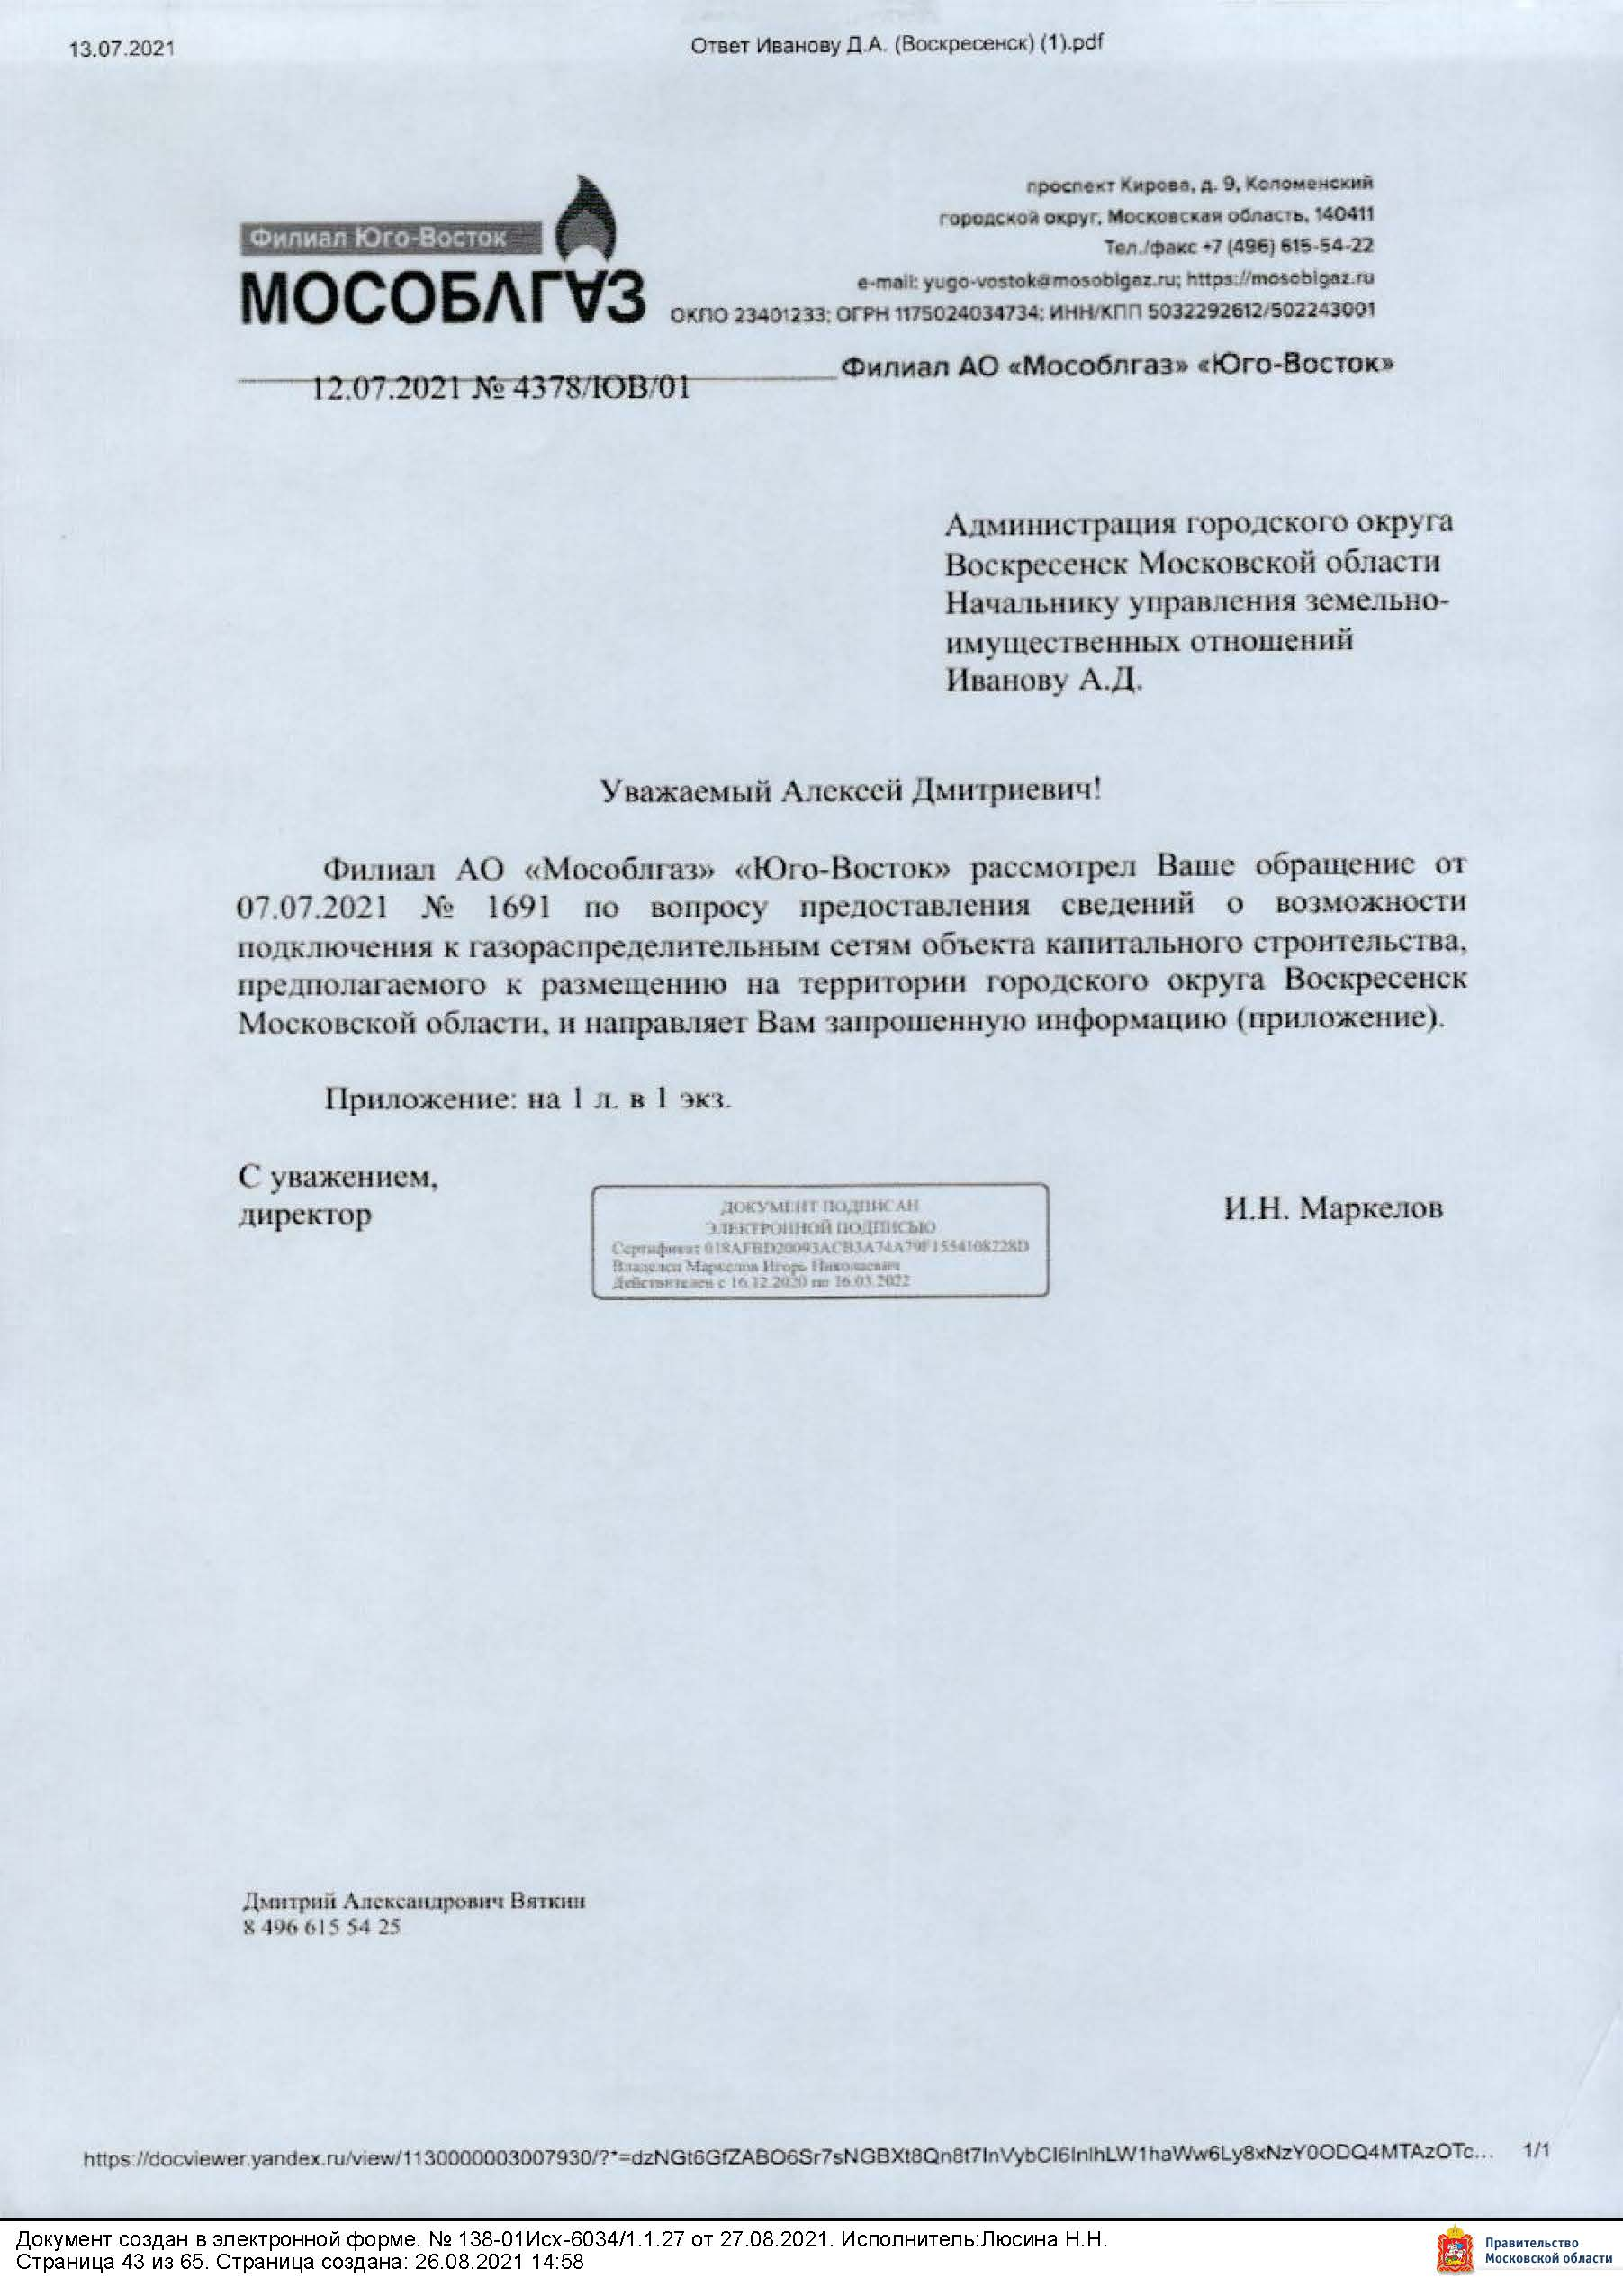 13.07.2021
Ответ Иванову Д.А. (Воскресенск) (1).pdf
Филиал Юго-Восток
МОСОБЛГАЗ
проспект Кирова, д. 9, Коломенский
городской округ, Московская область, 140411
Тел./факс +7 (496) 615-54-22
e-mail: yugo-vostok@mosoblgaz.ru; https://mosoblgaz.ru
ОКПО 23401233; ОГРН 1175024034734; ИНН/КПП 5032292612/502243001
Филиал АО «Мособлгаз» «Юго-Восток»
12.07.2021 № 4378/ЮВ/01
Администрация городского округа
Воскресенск Московской области
Начальнику управления земельно-
имущественных отношений
Иванову А.Д.
Уважаемый Алексей Дмитриевич!
Филиал АО «Мособлгаз» «Юго-Восток» рассмотрел Ваше обращение от
07.07.2021 № 1691 по вопросу предоставления сведений о возможности
подключения к газораспределительным сетям объекта капитального строительства,
предполагаемого к размещению на территории городского округа Воскресенск
Московской области, и направляет Вам запрошенную информацию (приложение).
Приложение: на 1 л. в 1 экз.
С уважением,
директор
ДОКУМЕНТ ПОДПИСАН
ЭЛЕКТРОННОЙ ПОДПИСЬЮ
Сертификат
Владелец Маркелов Игорь Николаевич
Действителен с 16.12.2020 по 16.03.2022
И.Н. Маркелов
Дмитрий Александрович Вяткин
8 496 615 54 25
https://docviewer.yandex.ru/view/1130000003007930/?*=dzNGt6GfZABO6Sr7sNGBXt8Qn8t7InVybCI6InlhLW1haWw6Ly8xNzY0ODQ4MTAzOTc...
1/1
Документ создан в электронной форме. № 138-01Исх-6034/1.1.27 от 27.08.2021. Исполнитель:Люсина Н.Н.
Страница 43 из 65. Страница создана: 26.08.2021 14:58
Правительство
Московской области